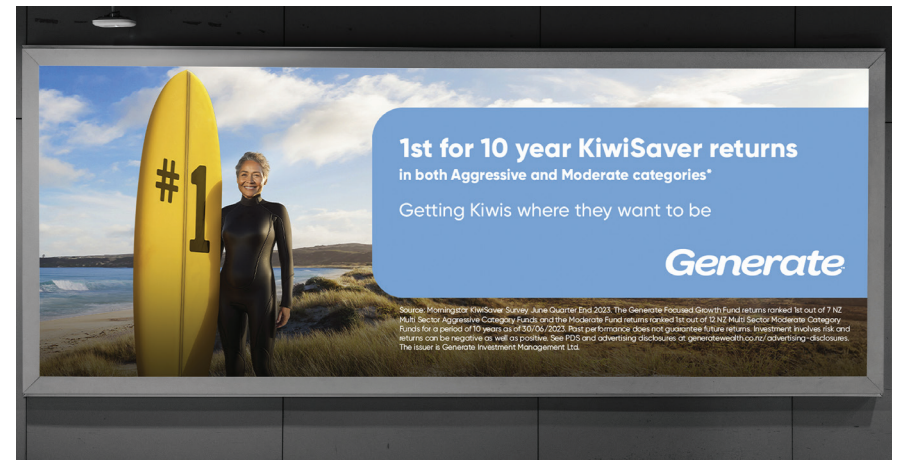 #1
1st for 10 year KiwiSaver returns
in both Aggressive and Moderate categories*
Getting Kiwis where they want to be
Generate
Source: Morningstar KiwiSaver Survey June Quarter End 2023. The Generate Focused Growth Fund returns ranked 1st out of 7 NZ
Multi Sector Aggressive Category Funds and the Moderate Fund returns ranked 1st out of 12 NZ Multi Sector Moderate Category
Funds for a period of 10 years as of 30/06/2023. Past performance does not guarantee future returns. Investment involves risk and
returns can be negative as well as positive. See PDS and advertising disclosures at generatewealth.co.nz/advertising-disclosures.
The issuer is Generate Investment Management Ltd.